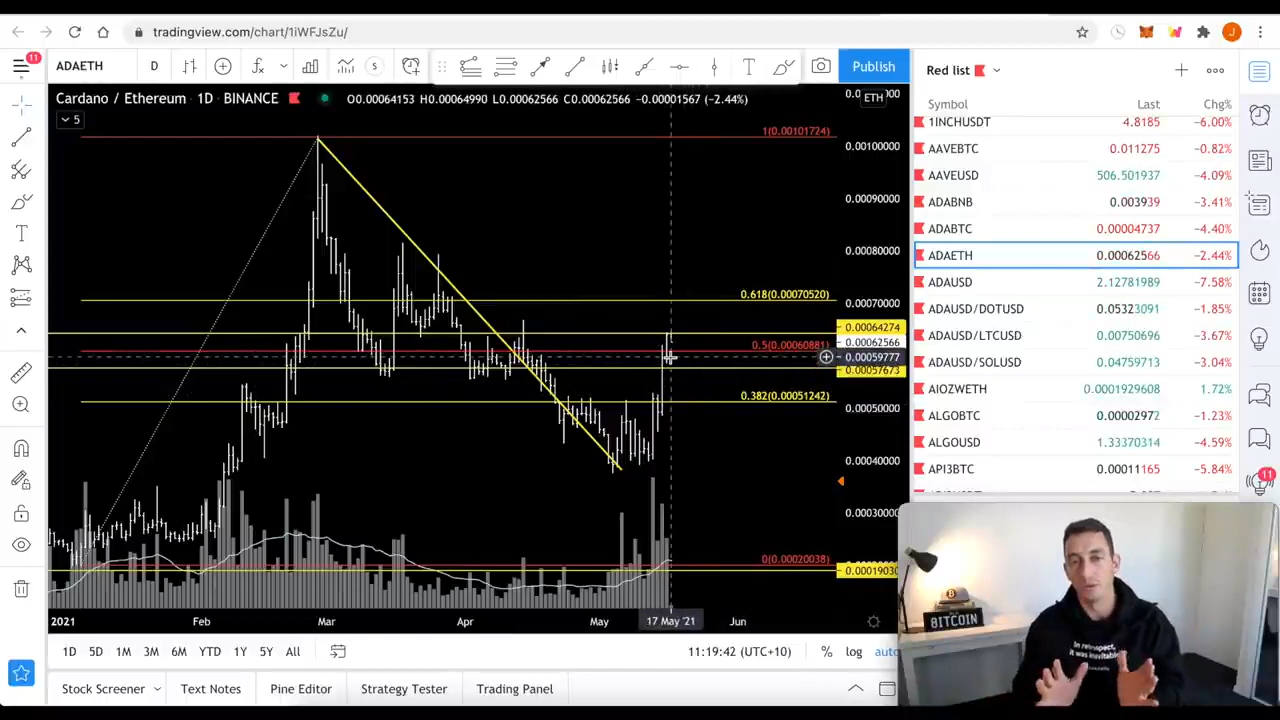 tradingview.com/chart/1iWFJsZu/
J
11
ADAETH
D
S
T
Publish
Red list
Cardano / Ethereum · 1D · BINANCE
O0.00064153 H0.00064990 L0.00062566 C0.00062566 −0.00001567 (−2.44%)
5
ETH
1(0.00101724)
0.00100000
0.00090000
0.00080000
0.618(0.00070520)
0.00070000
0.00064274
0.00062566
0.5(0.00060881)
0.00059777
0.00057673
0.382(0.00051242)
0.00050000
0.00040000
0.00030000
0(0.00020038)
0.00019030
2021 Feb Mar Apr May 17 May '21 Jun
1D 5D 1M 3M 6M YTD 1Y 5Y All
11:19:42 (UTC+10) % log auto
Stock Screener Text Notes Pine Editor Strategy Tester Trading Panel
Symbol Last Chg%
1INCHUSDT 4.8185 −6.00%
AAVEBTC 0.011275 −0.82%
AAVEUSD 506.501937 −4.09%
ADABNB 0.003939 −3.41%
ADABTC 0.00004737 −4.40%
ADAETH 0.00062566 −2.44%
ADAUSD 2.12781989 −7.58%
ADAUSD/DOTUSD 0.05323091 −1.85%
ADAUSD/LTCUSD 0.00750696 −3.67%
ADAUSD/SOLUSD 0.04759713 −3.04%
AIOZWETH 0.0001929608 1.72%
ALGOBTC 0.00002972 −1.23%
ALGOUSD 1.33370314 −4.59%
API3BTC 0.00011165 −5.84%
11
BITCOIN
In retrospect,
it was inevitable